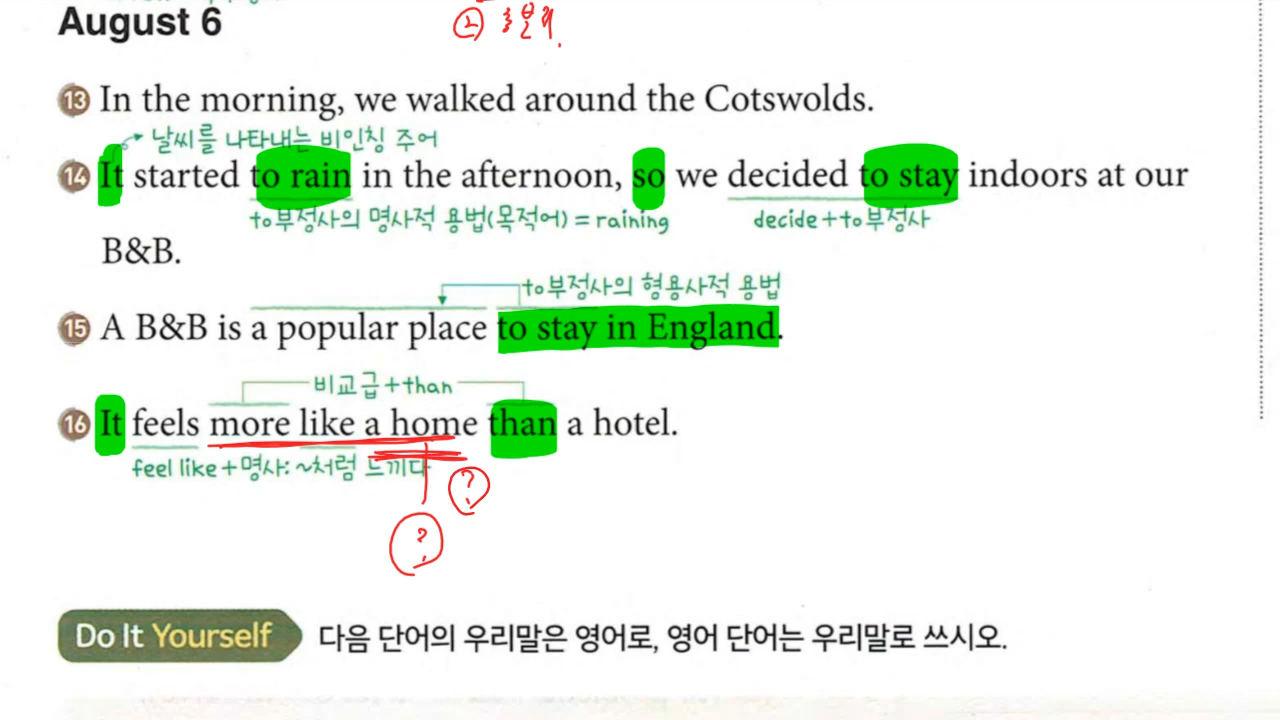 August 6
②
⑬ In the morning, we walked around the Cotswolds.
날씨를 나타내는 비인칭 주어
⑭ It started to rain in the afternoon, so we decided to stay indoors at our
to부정사의 명사적 용법(목적어) = raining
decide+to부정사
B&B.
to부정사의 형용사적 용법
⑮ A B&B is a popular place to stay in England.
비교급+than
⑯ It feels more like a home than a hotel.
feel like+명사: ~처럼 느끼다
?
?
Do It Yourself 다음 단어의 우리말은 영어로, 영어 단어는 우리말로 쓰시오.